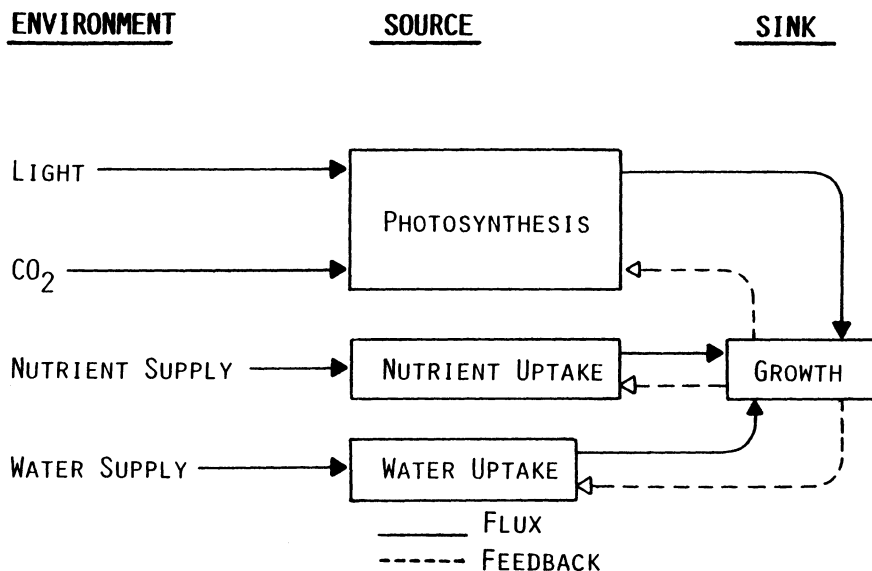 ENVIRONMENT SOURCE SINK
LIGHT
PHOTOSYNTHESIS
CO2
NUTRIENT SUPPLY NUTRIENT UPTAKE GROWTH
WATER SUPPLY WATER UPTAKE
FLUX
FEEDBACK